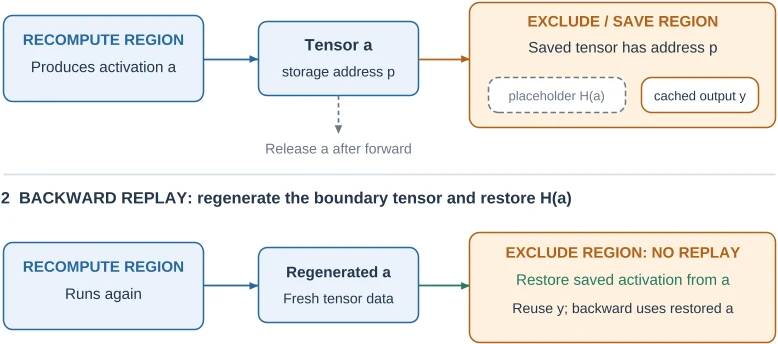 RECOMPUTE REGION
Produces activation a
Tensor a
storage address p
EXCLUDE / SAVE REGION
Saved tensor has address p
placeholder H(a)
cached output y
Release a after forward
2 BACKWARD REPLAY: regenerate the boundary tensor and restore H(a)
RECOMPUTE REGION
Runs again
Regenerated a
Fresh tensor data
EXCLUDE REGION: NO REPLAY
Restore saved activation from a
Reuse y; backward uses restored a